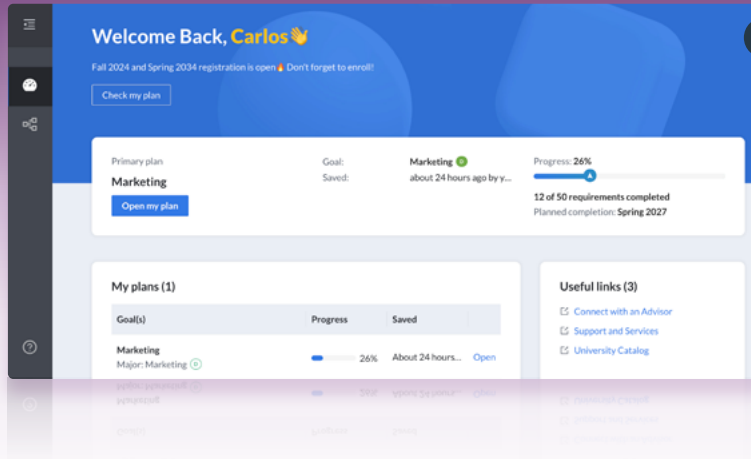 Welcome Back, Carlos👋
Fall 2024 and Spring 2034 registration is open🔥Don't forget to enroll!
Check my plan
Primary plan
Marketing
Open my plan
Goal: Marketing
Saved: about 24 hours ago by y...
Progress: 26%
12 of 50 requirements completed
Planned completion: Spring 2027
My plans (1)
Goal(s) Progress Saved
Marketing
Major: Marketing
26% About 24 hours... Open
Useful links (3)
Connect with an Advisor
Support and Services
University Catalog